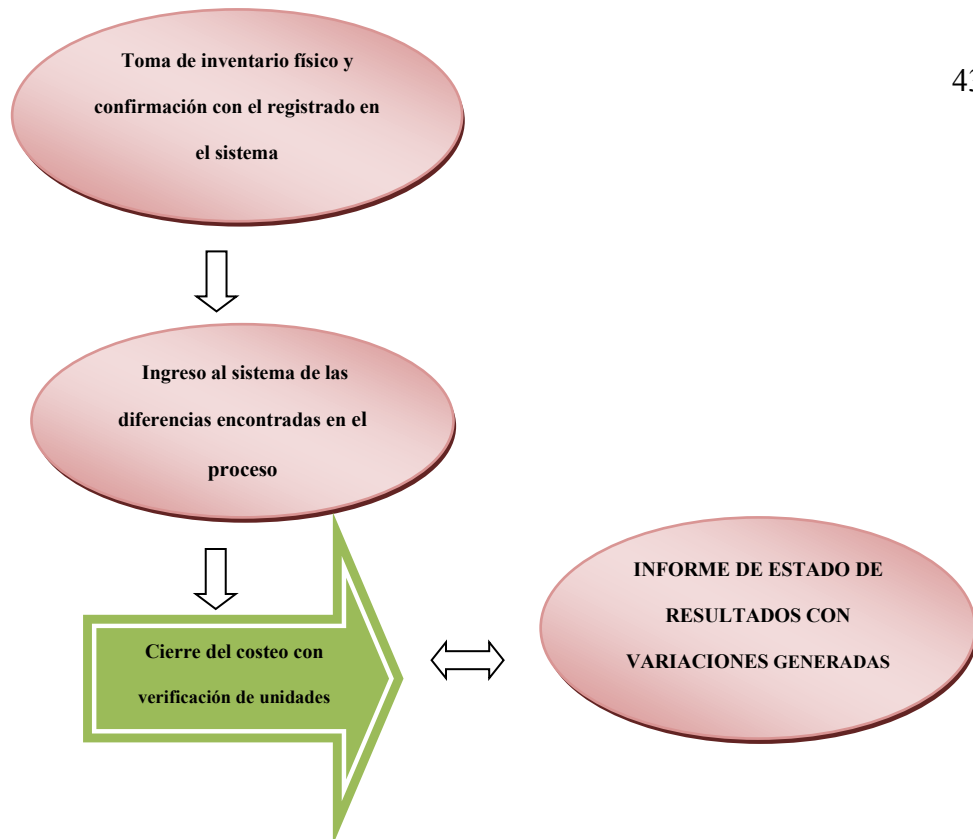 43
Toma de inventario físico y
confirmación con el registrado en
el sistema
Ingreso al sistema de las
diferencias encontradas en el
proceso
Cierre del costeo con
verificación de unidades
INFORME DE ESTADO DE
RESULTADOS CON
VARIACIONES GENERADAS